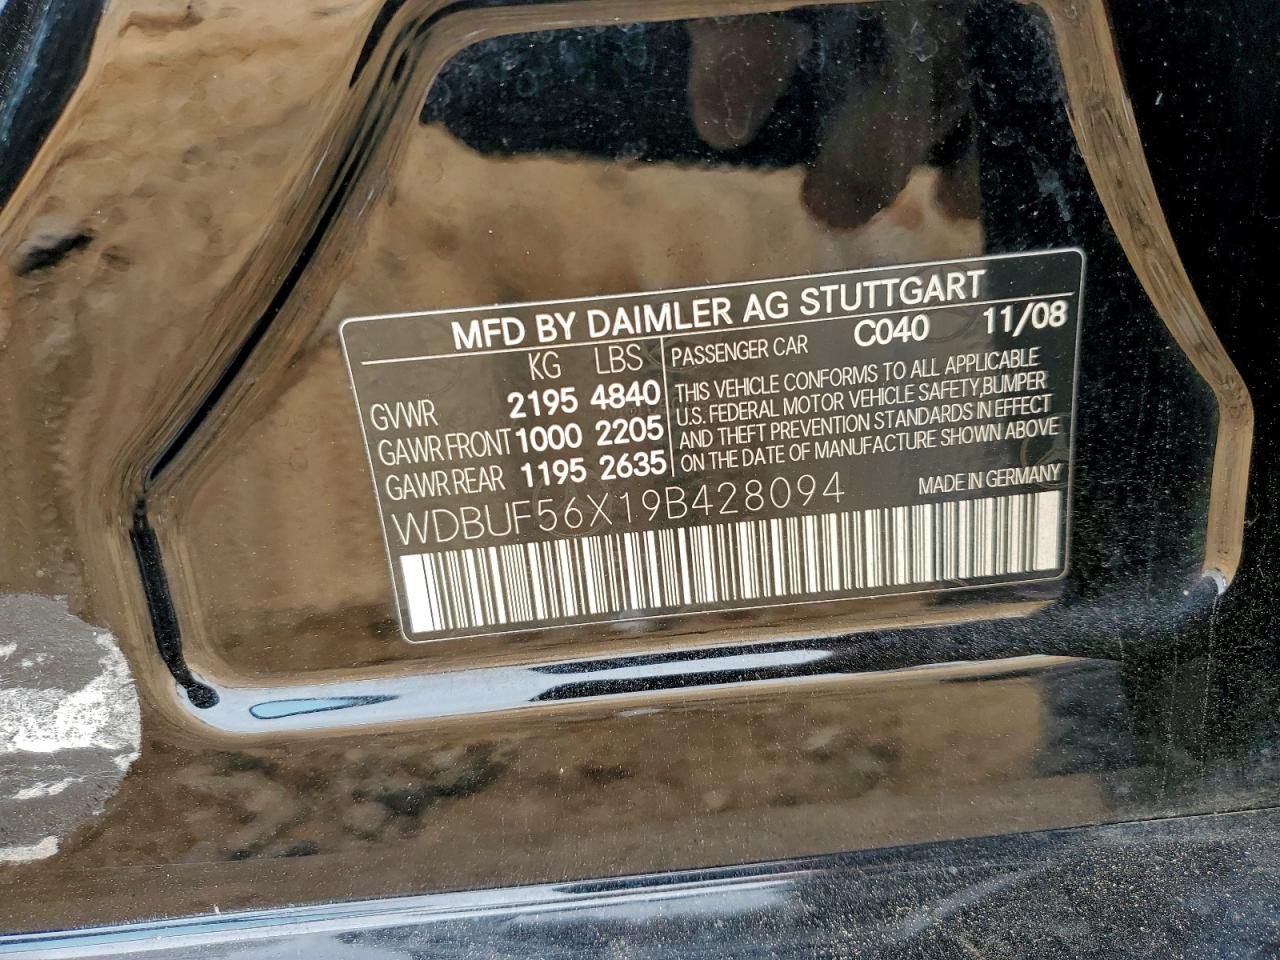 MFD BY DAIMLER AG STUTTGART
KG LBS
GVWR 2195 4840
GAWR FRONT 1000 2205
GAWR REAR 1195 2635
PASSENGER CAR C040 11/08
THIS VEHICLE CONFORMS TO ALL APPLICABLE
U.S. FEDERAL MOTOR VEHICLE SAFETY,BUMPER
AND THEFT PREVENTION STANDARDS IN EFFECT
ON THE DATE OF MANUFACTURE SHOWN ABOVE
WDBUF56X19B428094
MADE IN GERMANY